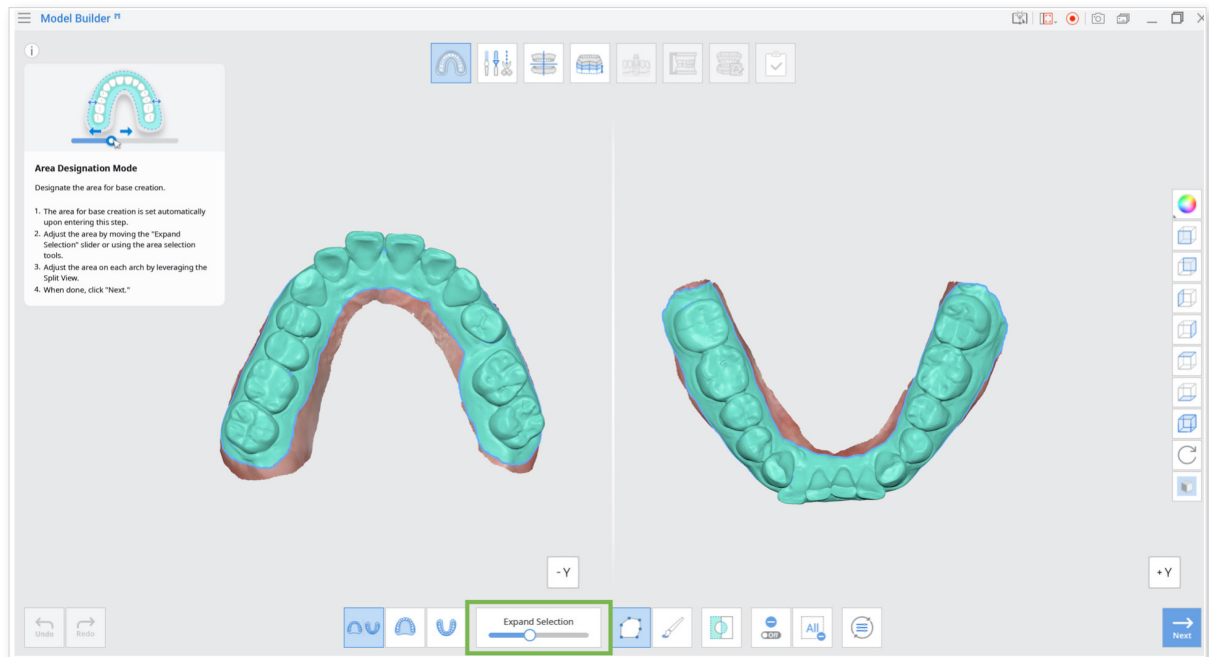 Model Builder
i
Area Designation Mode
Designate the area for base creation.
1. The area for base creation is set automatically
upon entering this step.
2. Adjust the area by moving the "Expand
Selection" slider or using the area selection
tools.
3. Adjust the area on each arch by leveraging the
Split View.
4. When done, click "Next."
- Y
+ Y
Undo
Redo
Expand Selection
Off
All
Next